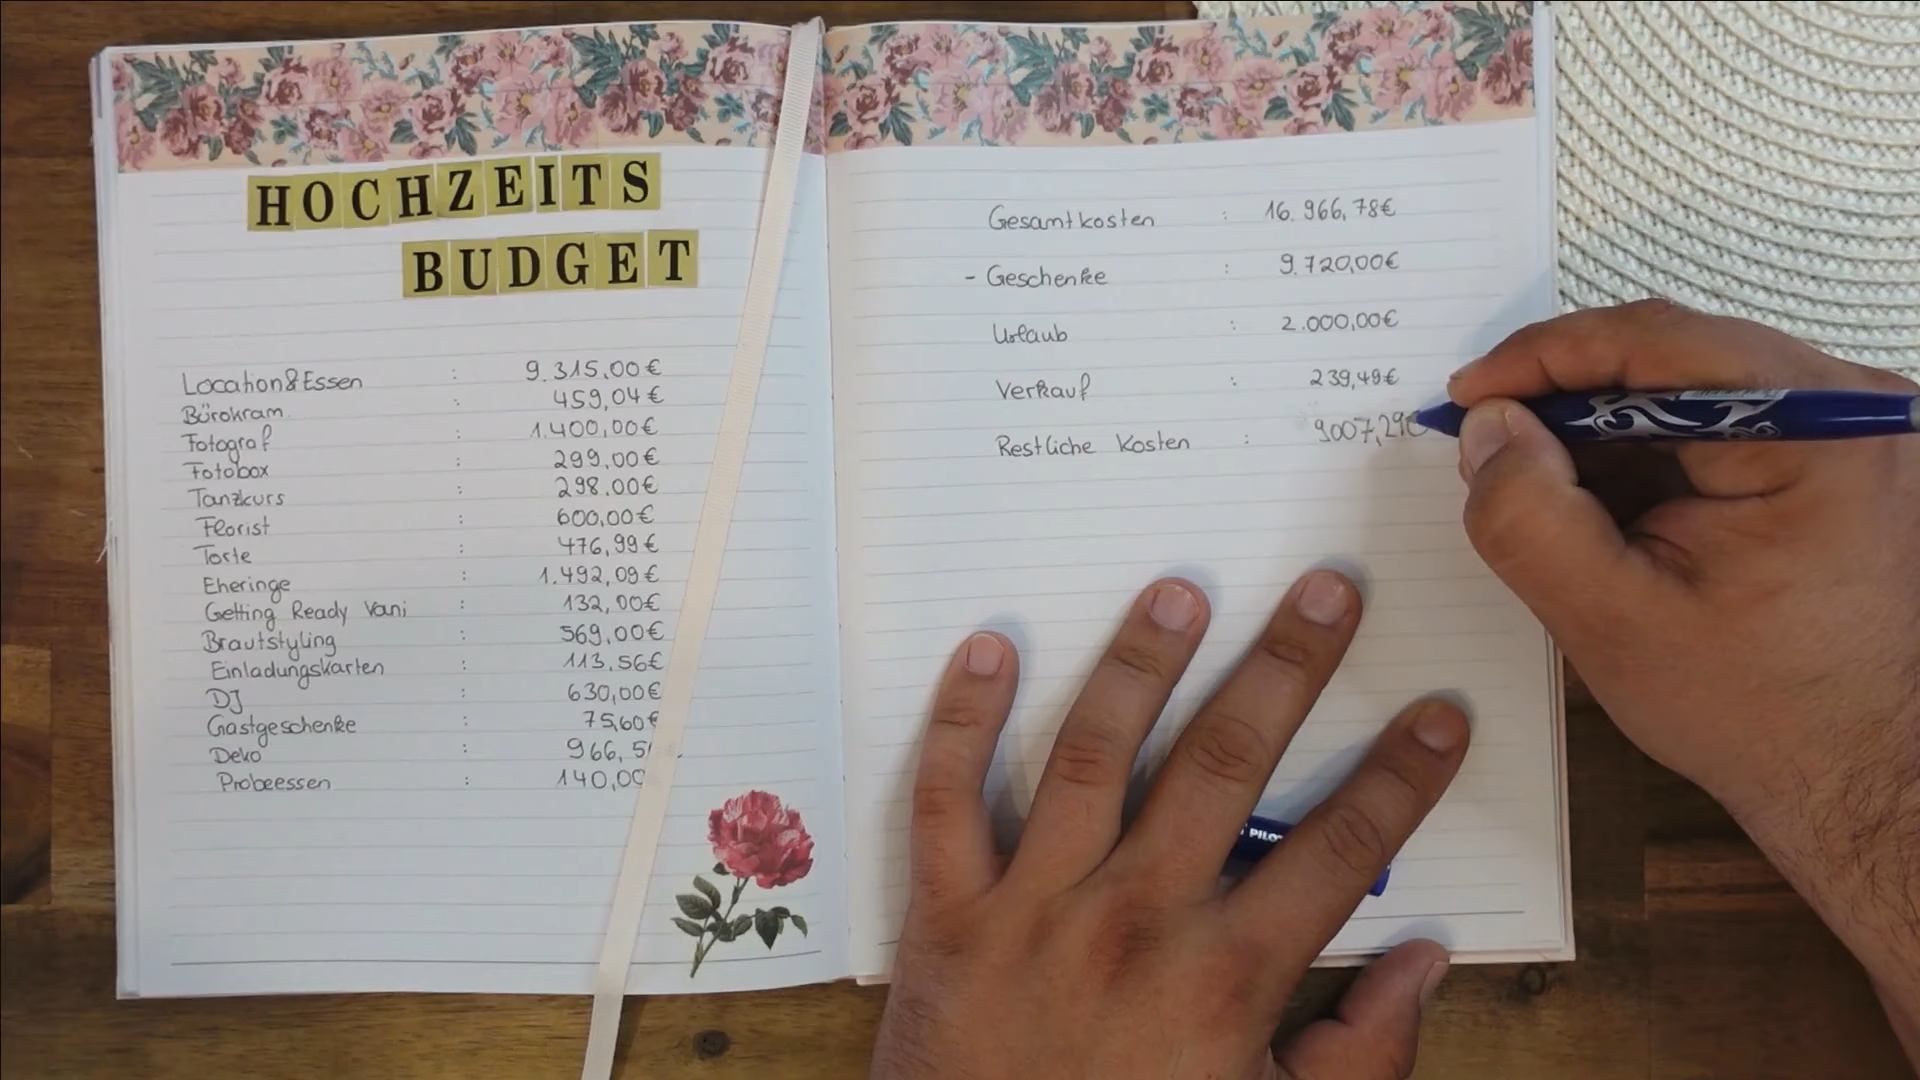 HOCHZEITS
BUDGET
Location&Essen : 9.315,00€
Bürokram : 459,04€
Fotograf : 1.400,00€
Fotobox : 299,00€
Tanzkurs : 298.00€
Florist : 600,00€
Torte : 476,99€
Eheringe : 1.492,09€
Getting Ready Vani : 132,00€
Brautstyling : 569,00€
Einladungskarten : 113,56€
DJ : 630,00€
Gastgeschenke : 75,60€
Deko : 966,5
Probeessen : 140,00
Gesamtkosten : 16.966,78€
- Geschenke : 9.720,00€
Urlaub : 2.000,00€
Verkauf : 239,49€
Restliche Kosten : 9007,29€
PILOT